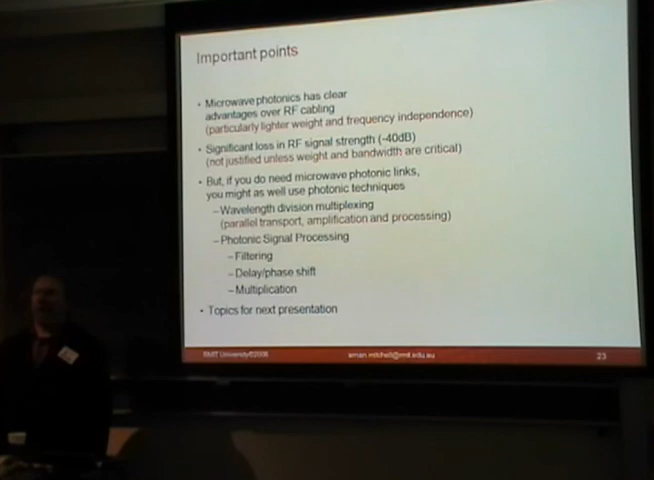 Important points
• Microwave photonics has clear
advantages over RF cabling
(particularly lighter weight and frequency independence)
• Significant loss in RF signal strength (-40dB)
(not justified unless weight and bandwidth are critical)
• But, if you do need microwave photonic links,
you might as well use photonic techniques
–Wavelength division multiplexing
(parallel transport, amplification and processing)
–Photonic Signal Processing
–Filtering
–Delay/phase shift
–Multiplication
• Topics for next presentation
RMIT University©2008
23